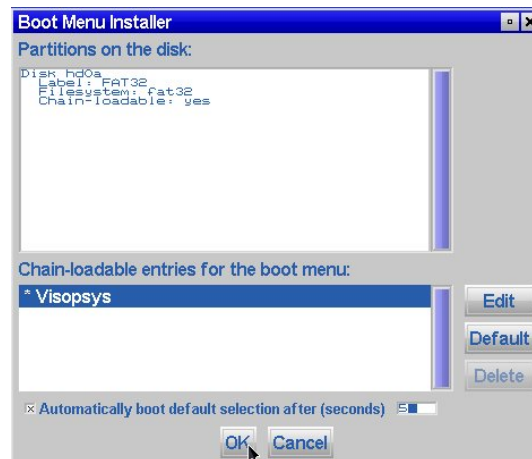 Boot Menu Installer
Partitions on the disk:
Disk hd0a
Label: FAT32
Filesystem: fat32
Chain-loadable: yes
Chain-loadable entries for the boot menu:
* Visopsys
Edit
Default
Delete
Automatically boot default selection after (seconds) 5
OK Cancel